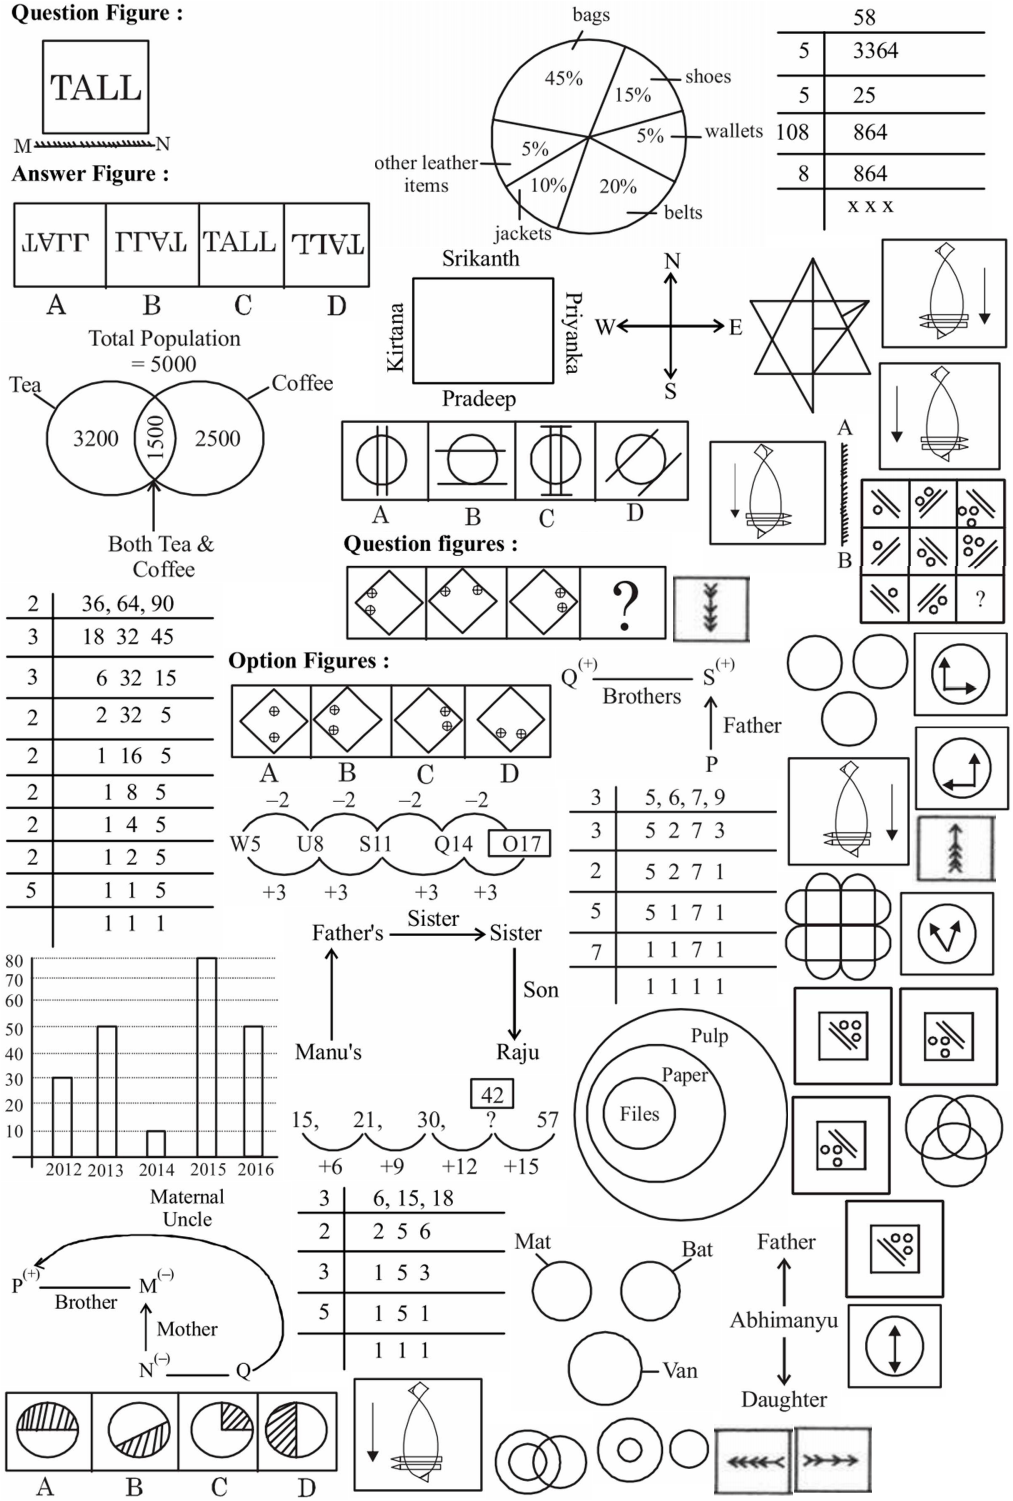 Question Figure :
TALL
M N
Answer Figure :
TALL TALL TALL TALL
A B C D
bags
45%
shoes
15%
wallets
5%
other leather
items
5%
10%
20%
jackets
belts
58
5 3364
5 25
108 864
8 864
x x x
Srikanth
Kirtana
Priyanka
Pradeep
N
W E
S
Total Population
= 5000
Tea
Coffee
3200 1500 2500
Both Tea &
Coffee
A B C D
A
B
Question figures :
?
?
Option Figures :
A B C D
2 36, 64, 90
3 18 32 45
3 6 32 15
2 2 32 5
2 1 16 5
2 1 8 5
2 1 4 5
2 1 2 5
5 1 1 5
1 1 1
Q(+) S(+)
Brothers
Father
P
–2 –2 –2 –2
W5 U8 S11 Q14 O17
+3 +3 +3 +3
3 5, 6, 7, 9
3 5 2 7 3
2 5 2 7 1
5 5 1 7 1
7 1 1 7 1
1 1 1 1
Father's Sister Sister
Son
Manu's Raju
80
70
60
50
40
30
20
10
2012 2013 2014 2015 2016
42
15, 21, 30, ? 57
+6 +9 +12 +15
Pulp
Paper
Files
Maternal
Uncle
P(+) M(–)
Brother
Mother
N(–) Q
3 6, 15, 18
2 2 5 6
3 1 5 3
5 1 5 1
1 1 1
Mat
Bat
Van
Father
Abhimanyu
Daughter
A B C D